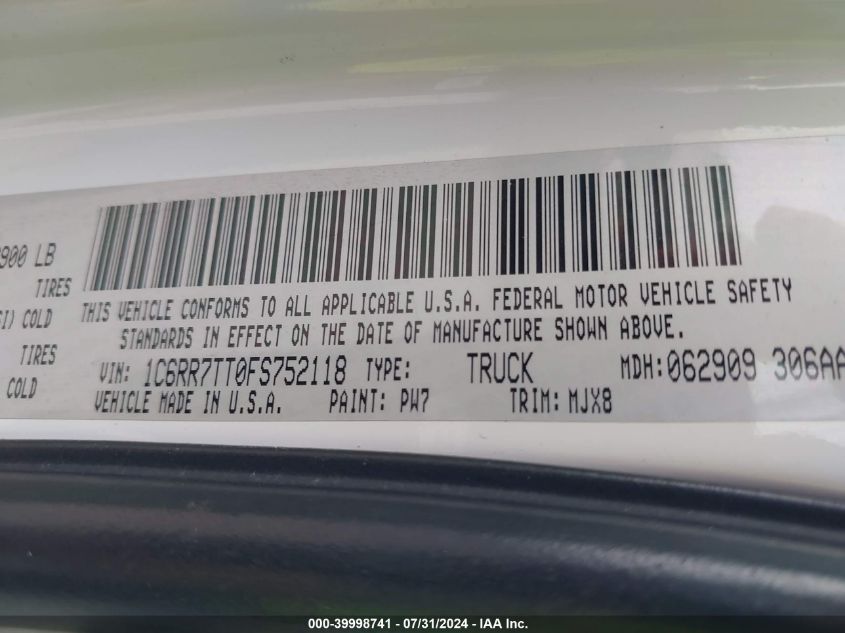 900 LB
TIRES
COLD
TIRES
COLD
THIS VEHICLE CONFORMS TO ALL APPLICABLE U.S.A. FEDERAL MOTOR VEHICLE SAFETY
STANDARDS IN EFFECT ON THE DATE OF MANUFACTURE SHOWN ABOVE.
VIN: 1C6RR7TT0FS752118 TYPE: TRUCK MDH: 062909 306AA
VEHICLE MADE IN U.S.A. PAINT: PW7 TRIM: MJX8
000-39998741 - 07/31/2024 - IAA Inc.